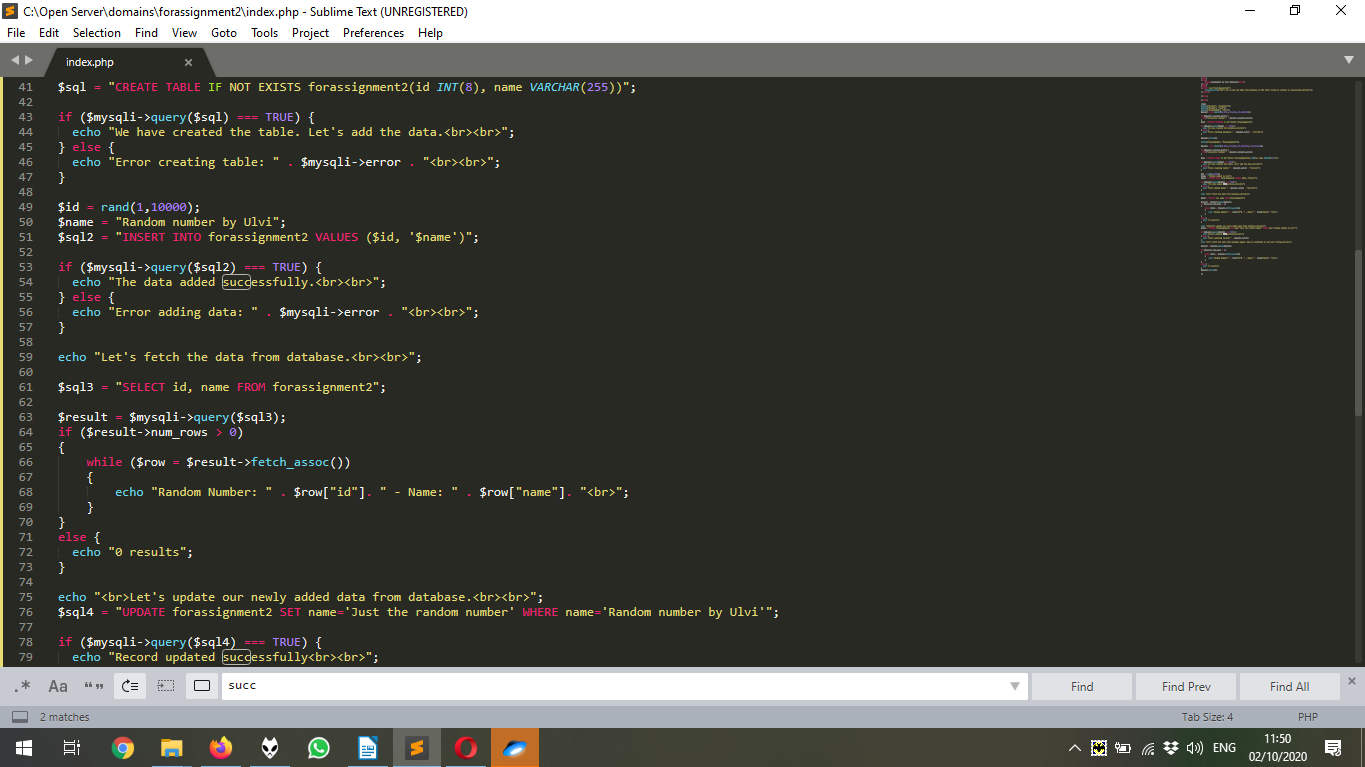 C:\Open Server\domains\forassignment2\index.php - Sublime Text (UNREGISTERED)
File Edit Selection Find View Goto Tools Project Preferences Help
index.php
41 $sql = "CREATE TABLE IF NOT EXISTS forassignment2(id INT(8), name VARCHAR(255))";
42
43 if ($mysqli->query($sql) === TRUE) {
44 echo "We have created the table. Let's add the data.<br><br>";
45 } else {
46 echo "Error creating table: " . $mysqli->error . "<br><br>";
47 }
48
49 $id = rand(1,10000);
50 $name = "Random number by Ulvi";
51 $sql2 = "INSERT INTO forassignment2 VALUES ($id, '$name')";
52
53 if ($mysqli->query($sql2) === TRUE) {
54 echo "The data added successfully.<br><br>";
55 } else {
56 echo "Error adding data: " . $mysqli->error . "<br><br>";
57 }
58
59 echo "Let's fetch the data from database.<br><br>";
60
61 $sql3 = "SELECT id, name FROM forassignment2";
62
63 $result = $mysqli->query($sql3);
64 if ($result->num_rows > 0)
65 {
66 while ($row = $result->fetch_assoc())
67 {
68 echo "Random Number: " . $row["id"]. " - Name: " . $row["name"]. "<br>";
69 }
70 }
71 else {
72 echo "0 results";
73 }
74
75 echo "<br>Let's update our newly added data from database.<br><br>";
76 $sql4 = "UPDATE forassignment2 SET name='Just the random number' WHERE name='Random number by Ulvi'";
77
78 if ($mysqli->query($sql4) === TRUE) {
79 echo "Record updated successfully<br><br>";
.* Aa “ ” succ Find Find Prev Find All
2 matches Tab Size: 4 PHP
ENG 11:50
02/10/2020